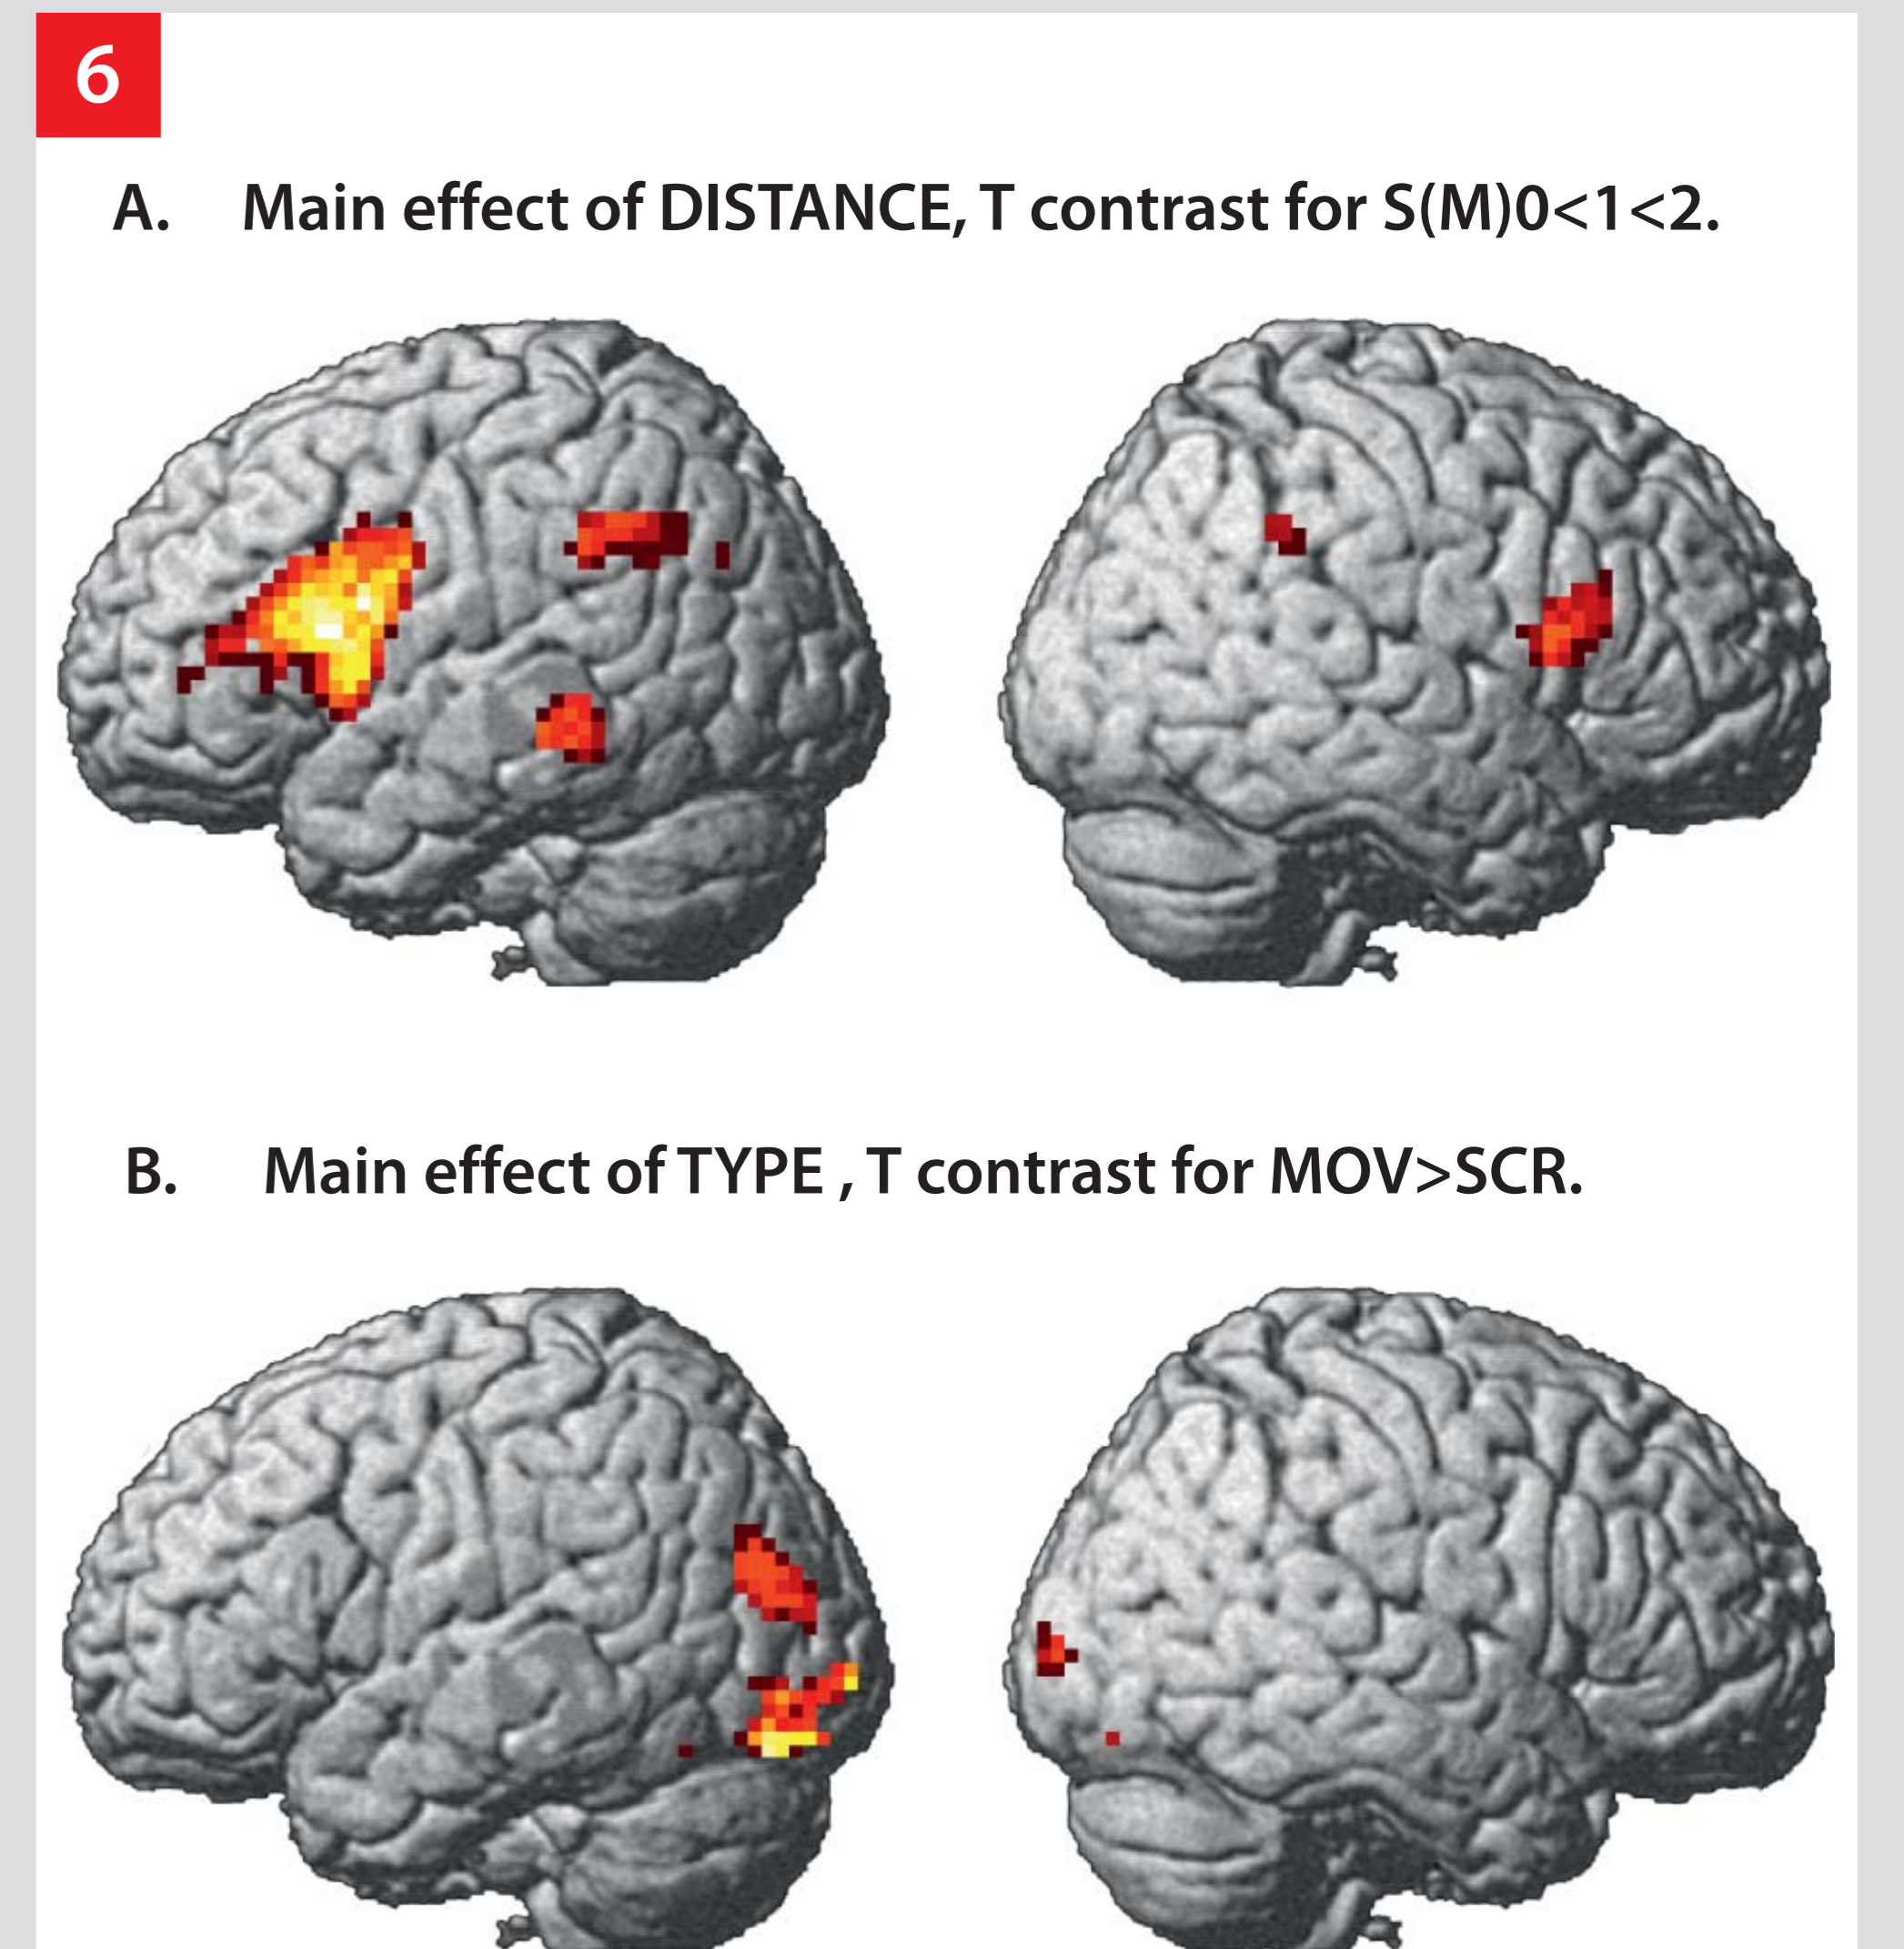 6
A. Main effect of DISTANCE, T contrast for S(M)0<1<2.
B. Main effect of TYPE , T contrast for MOV>SCR.